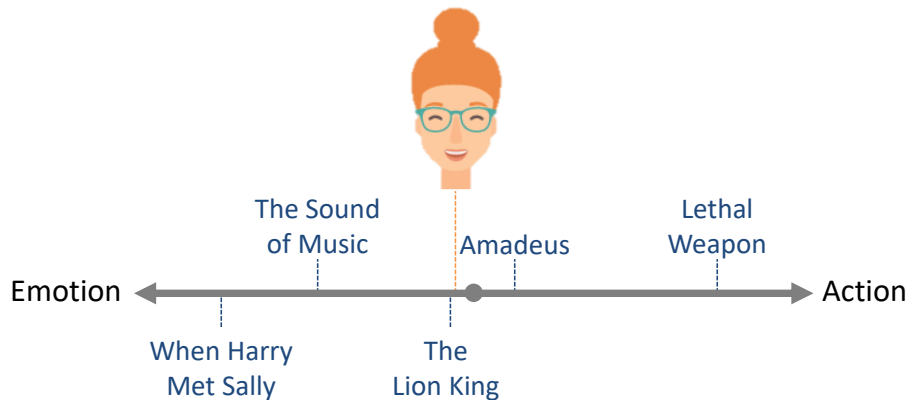 The Sound
of Music
Amadeus
Lethal
Weapon
Emotion
Action
When Harry
Met Sally
The
Lion King